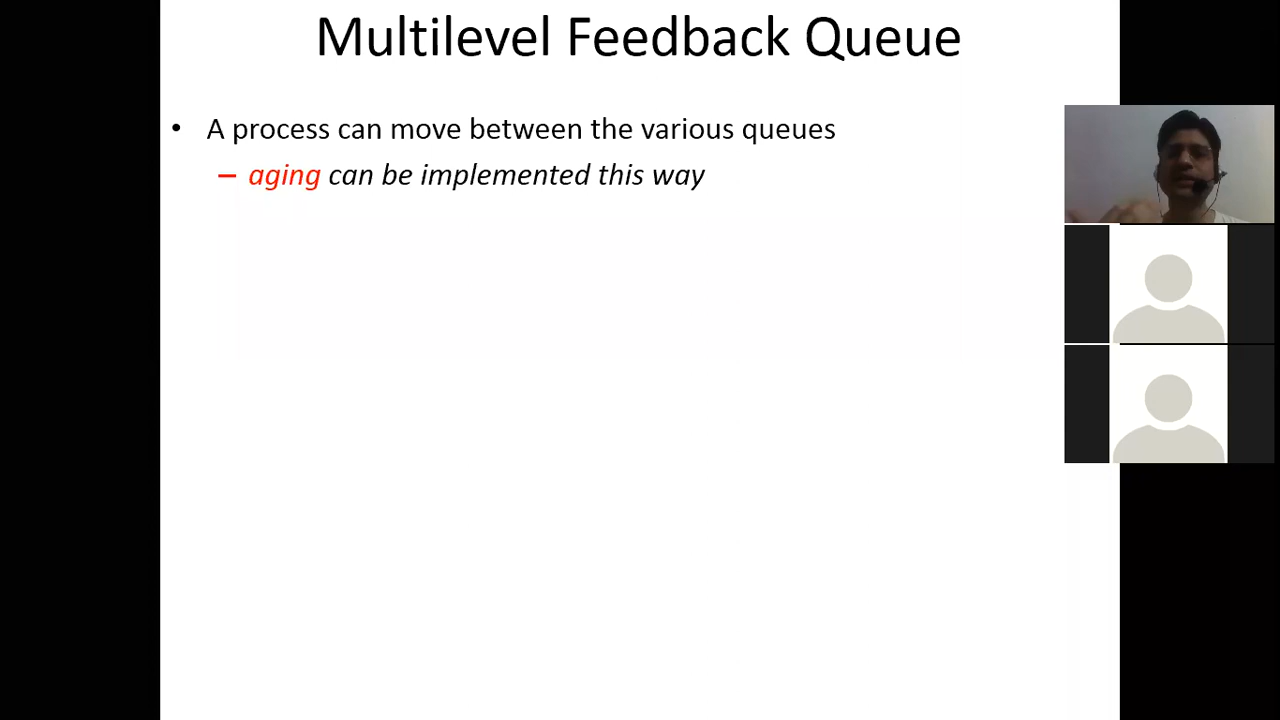 Multilevel Feedback Queue
• A process can move between the various queues
– aging can be implemented this way